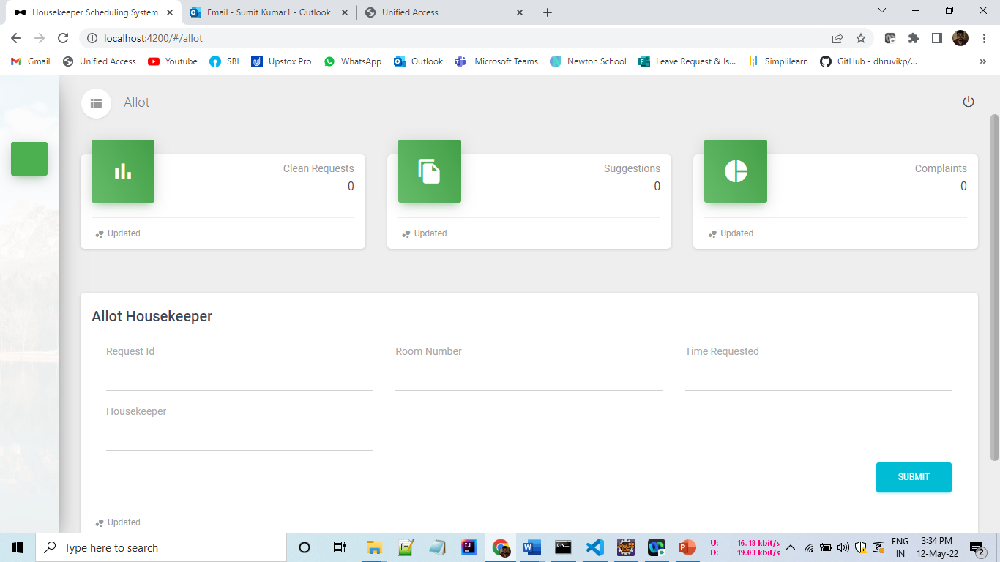 Housekeeper Scheduling System
Email - Sumit Kumar1 - Outlook
Unified Access
localhost:4200/#/allot
Gmail
Unified Access
Youtube
SBI
Upstox Pro
WhatsApp
Outlook
Microsoft Teams
Newton School
Leave Request & Is...
Simplilearn
GitHub - dhruvikp/...
»
Allot
Clean Requests
0
Updated
Suggestions
0
Updated
Complaints
0
Updated
Allot Housekeeper
Request Id
Room Number
Time Requested
Housekeeper
SUBMIT
Updated
Type here to search
U: 16.18 kbit/s
D: 19.03 kbit/s
ENG
IN
3:34 PM
12-May-22
2